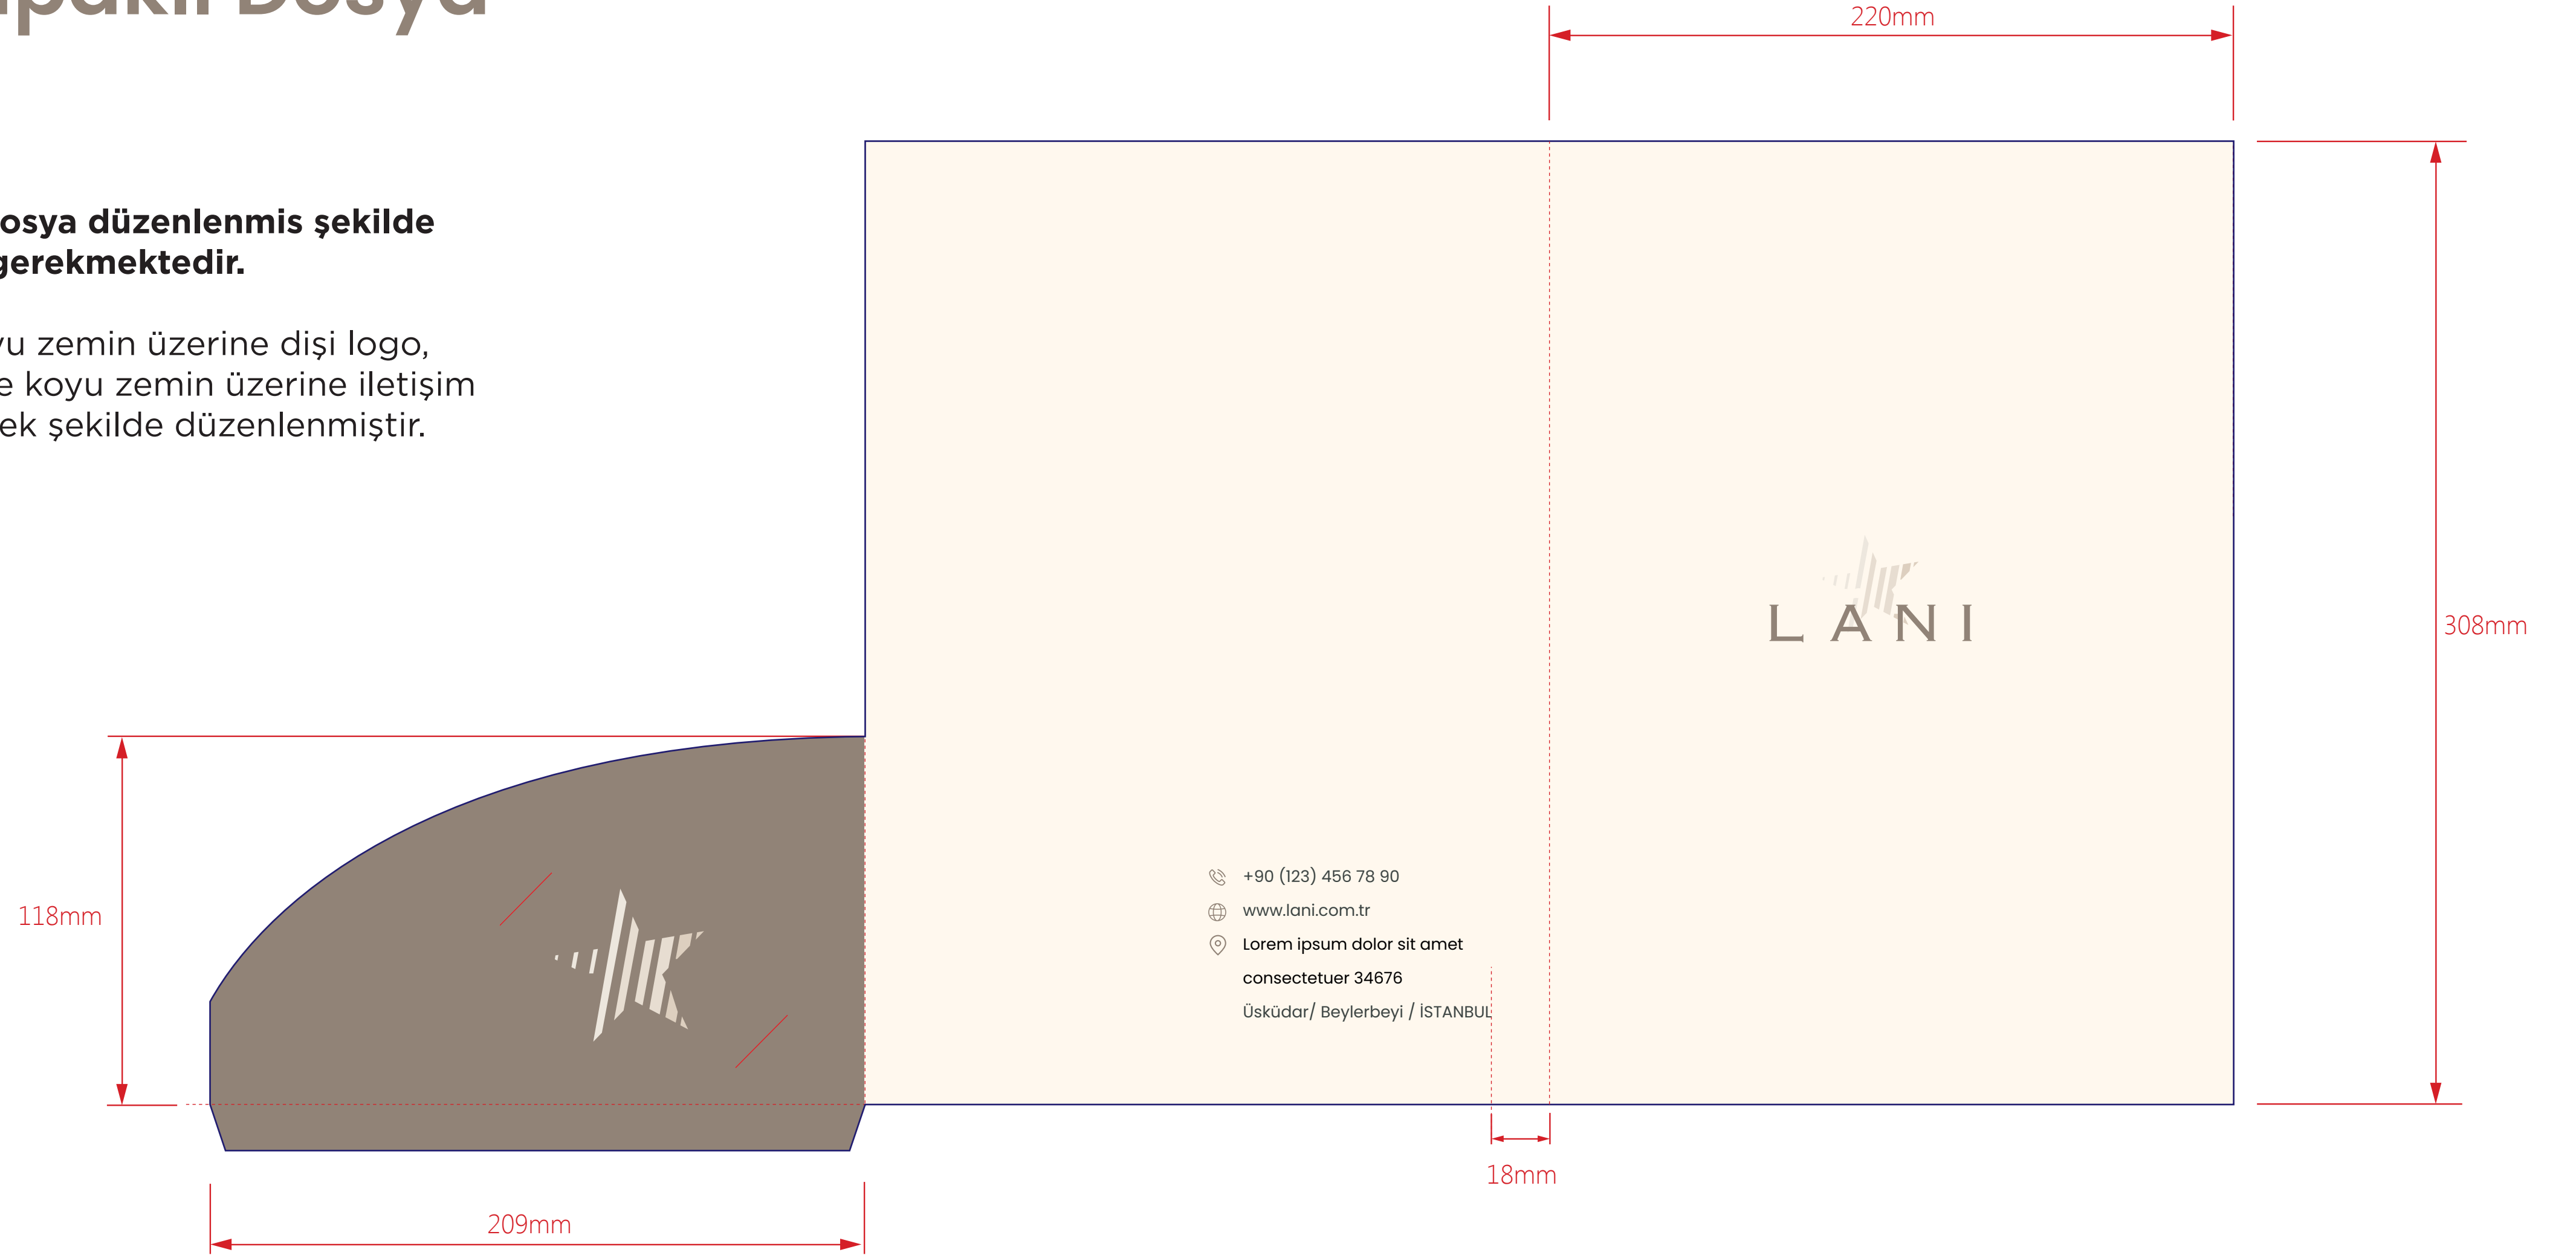 apaklı Dosya
osya düzenlenmis şekilde
gerekmektedir.
yu zemin üzerine dişi logo,
e koyu zemin üzerine iletişim
ek şekilde düzenlenmiştir.
220mm
308mm
LANI
118mm
+90 (123) 456 78 90
www.lani.com.tr
Lorem ipsum dolor sit amet
consectetuer 34676
Üsküdar/ Beylerbeyi / İSTANBUL
18mm
209mm